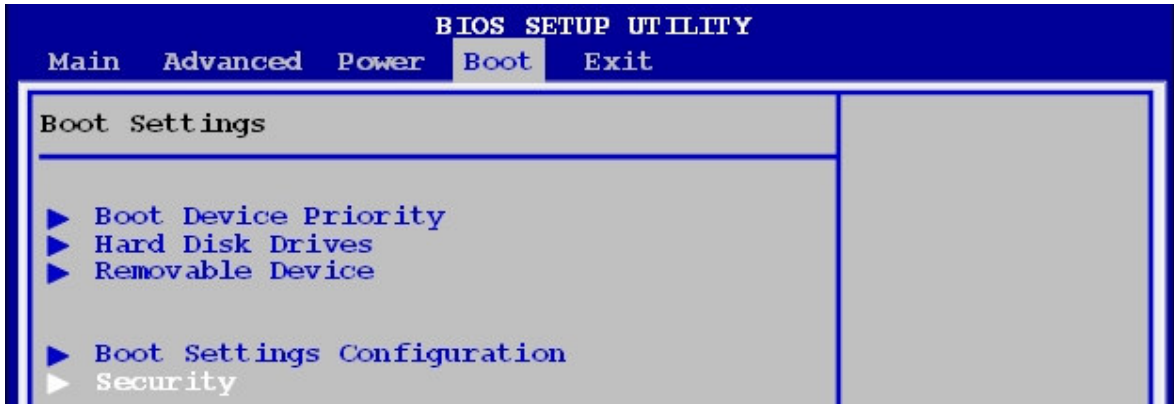 BIOS SETUP UTILITY
Main Advanced Power Boot Exit
Boot Settings
Boot Device Priority
Hard Disk Drives
Removable Device
Boot Settings Configuration
Security